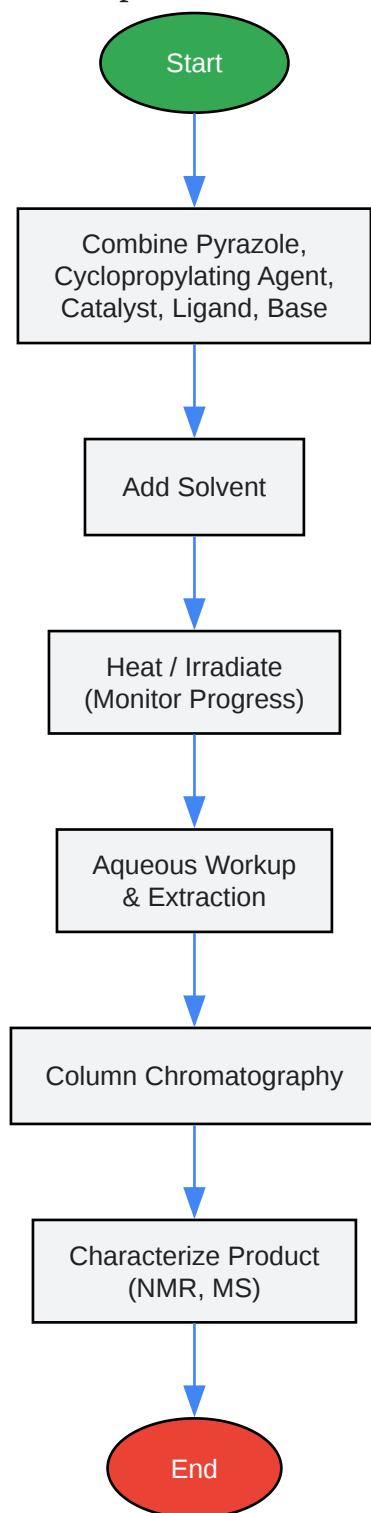 Start
Combine Pyrazole,
Cyclopropylating Agent,
Catalyst, Ligand, Base
Add Solvent
Heat / Irradiate
(Monitor Progress)
Aqueous Workup
& Extraction
Column Chromatography
Characterize Product
(NMR, MS)
End